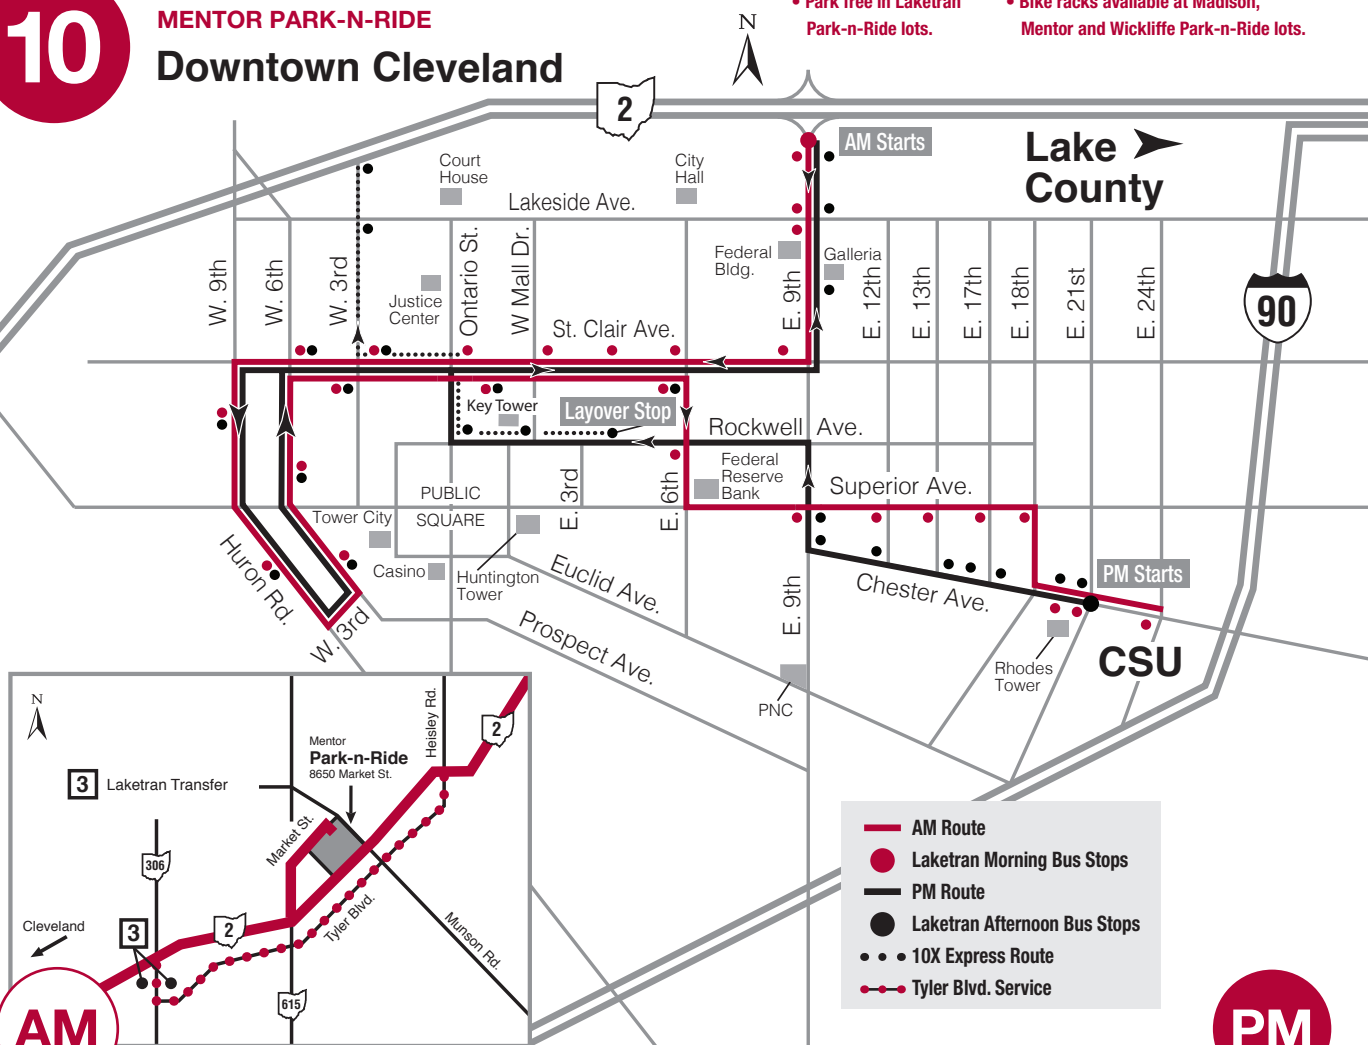 10
MENTOR PARK-N-RIDE
Downtown Cleveland
• Park free in Laketran
Park-n-Ride lots.
• Bike racks available at Madison,
Mentor and Wickliffe Park-n-Ride lots.
N
2
AM Starts
Lake
County
Court
House
City
Hall
Lakeside Ave.
W. 9th
W. 6th
W. 3rd
Ontario St.
W Mall Dr.
Justice
Center
St. Clair Ave.
Federal
Bldg.
E. 9th
Galleria
E. 12th
E. 13th
E. 17th
E. 18th
E. 21st
E. 24th
90
Key Tower
Layover Stop
Rockwell Ave.
Federal
Reserve
Bank
Superior Ave.
PUBLIC
SQUARE
E. 3rd
E. 6th
Tower City
Casino
Huntington
Tower
Huron Rd.
W. 3rd
Euclid Ave.
Prospect Ave.
E. 9th
Chester Ave.
PM Starts
CSU
Rhodes
Tower
PNC
N
3 Laketran Transfer
Mentor
Park-n-Ride
8650 Market St.
Heisley Rd.
2
Market St.
306
Cleveland
3
2
Tyler Blvd.
Munson Rd.
615
AM
AM Route
Laketran Morning Bus Stops
PM Route
Laketran Afternoon Bus Stops
10X Express Route
Tyler Blvd. Service
PM